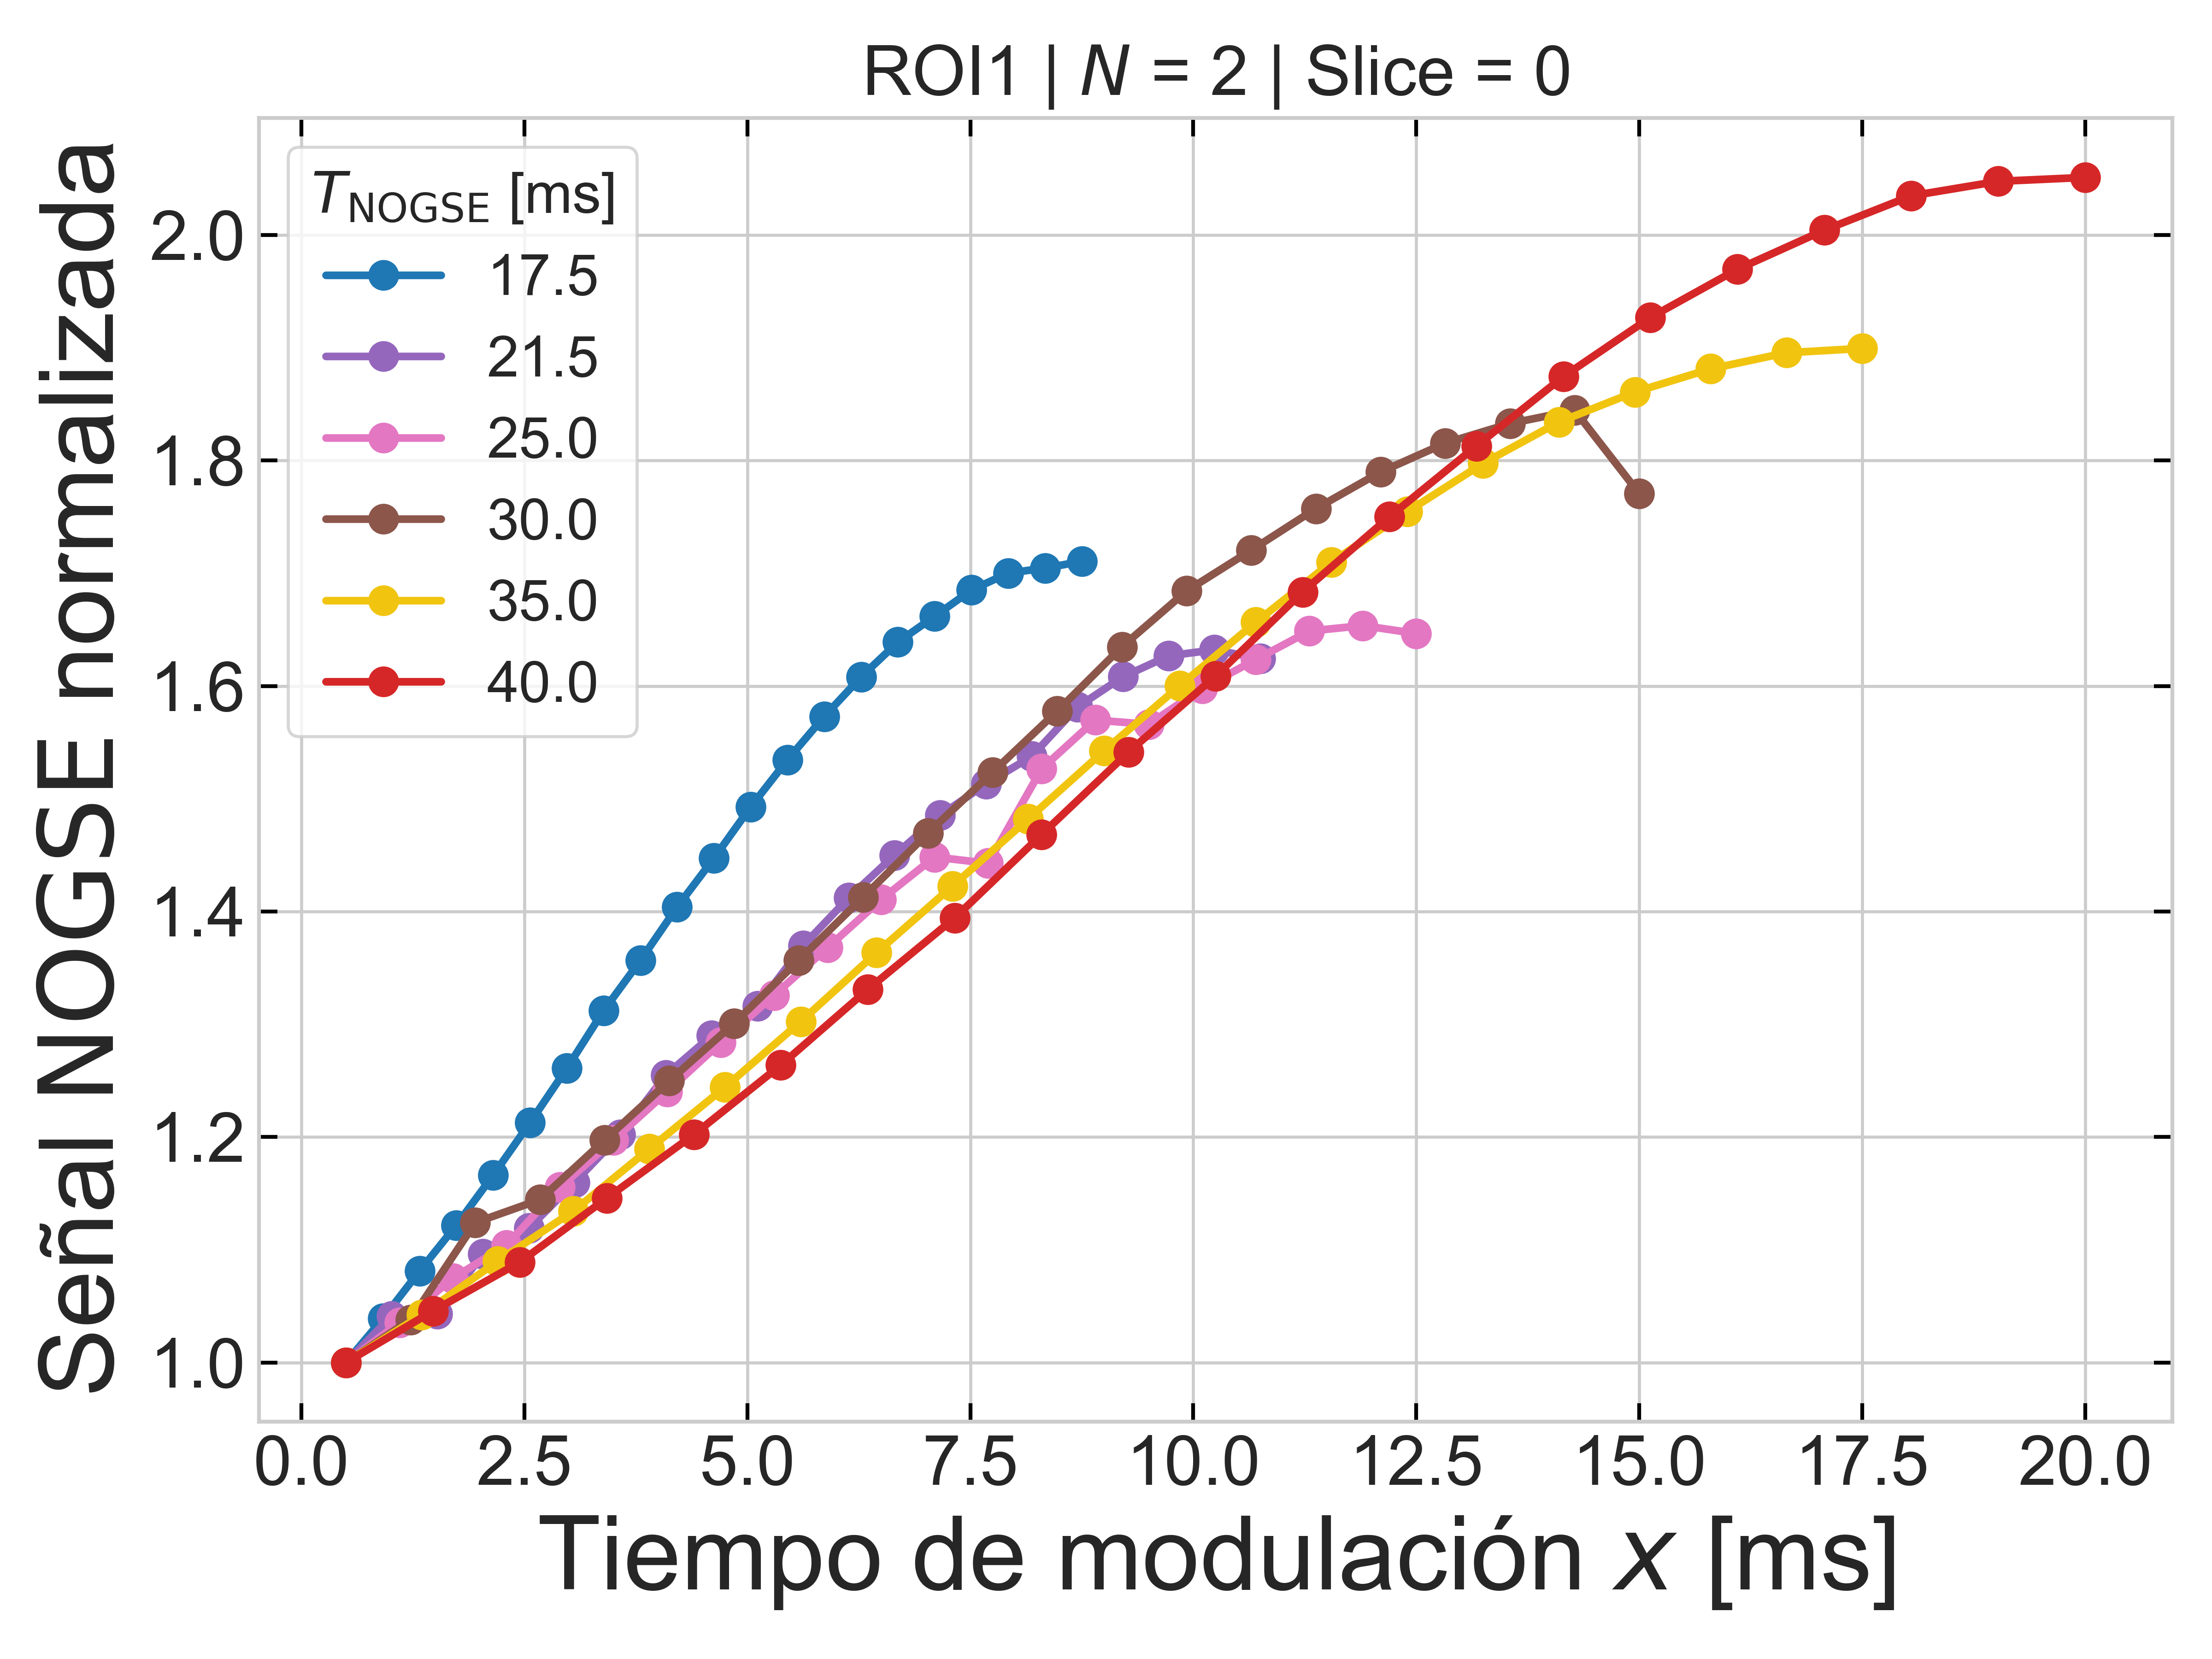 ROI1 | N = 2 | Slice = 0
Señal NOGSE normalizada
T_NOGSE [ms]
17.5
21.5
25.0
30.0
35.0
40.0
2.0
1.8
1.6
1.4
1.2
1.0
0.0 2.5 5.0 7.5 10.0 12.5 15.0 17.5 20.0
Tiempo de modulación x [ms]